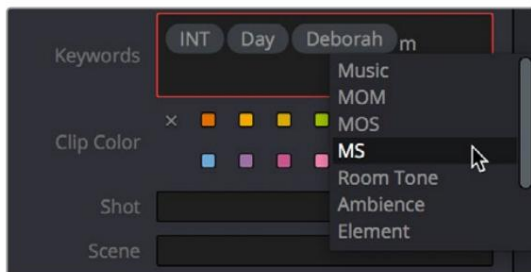 Keywords INT Day Deborah m
Music
MOM
MOS
Clip Color
MS
Room Tone
Shot
Ambience
Element
Scene